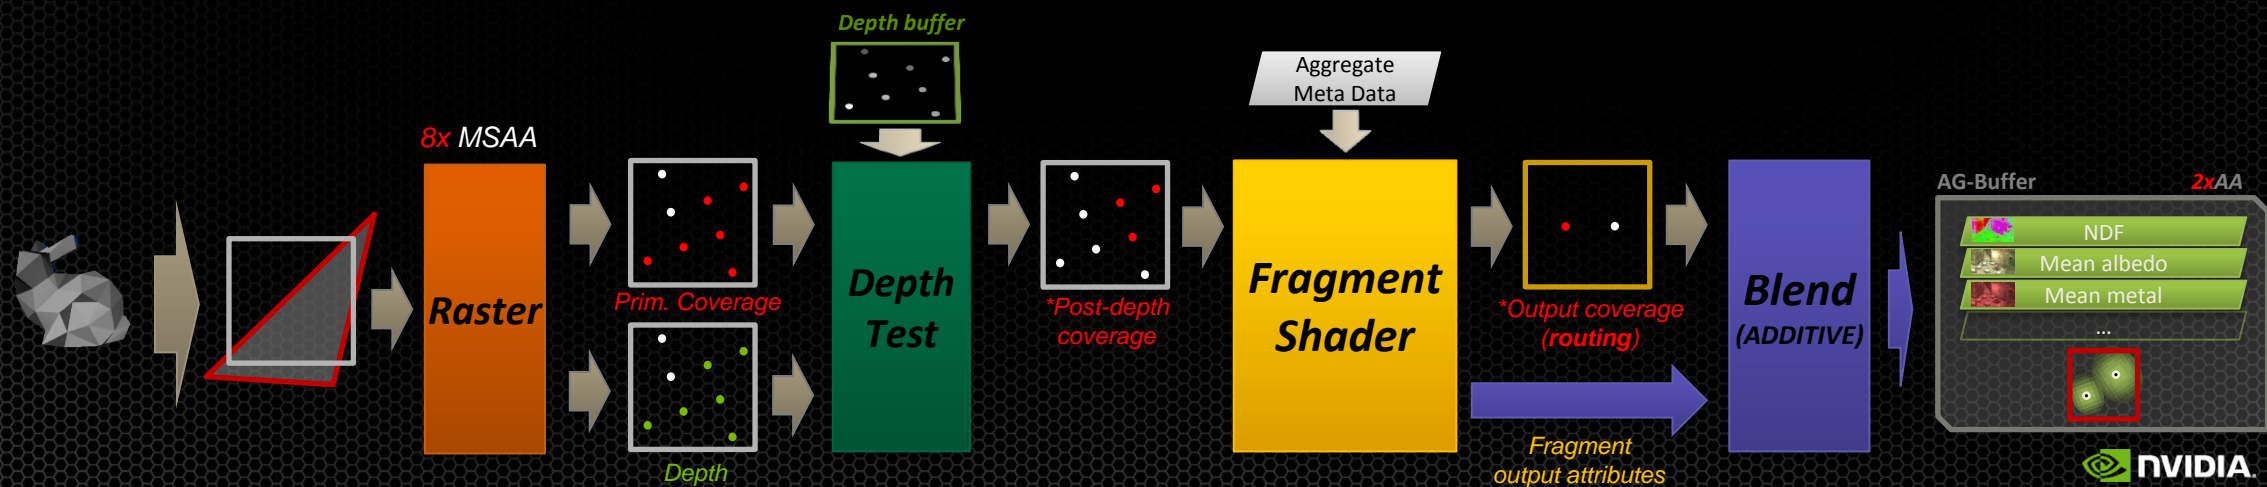 Depth buffer
Aggregate
Meta Data
8x MSAA
Raster
Prim. Coverage
Depth
Depth
Test
*Post-depth
coverage
Fragment
Shader
*Output coverage
(routing)
Fragment
output attributes
Blend
(ADDITIVE)
AG-Buffer 2xAA
NDF
Mean albedo
Mean metal
...
NVIDIA.